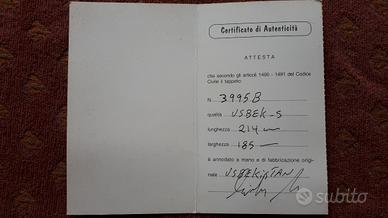 Certificato di Autenticità
ATTESTA
che secondo gli articoli 1490 - 1491 del Codice
Civile il tappeto
N. 3995B
qualità USBEK-S
lunghezza 214
larghezza 185
è annodato a mano e di fabbricazione origi-
nale USBEKISTAN
subito